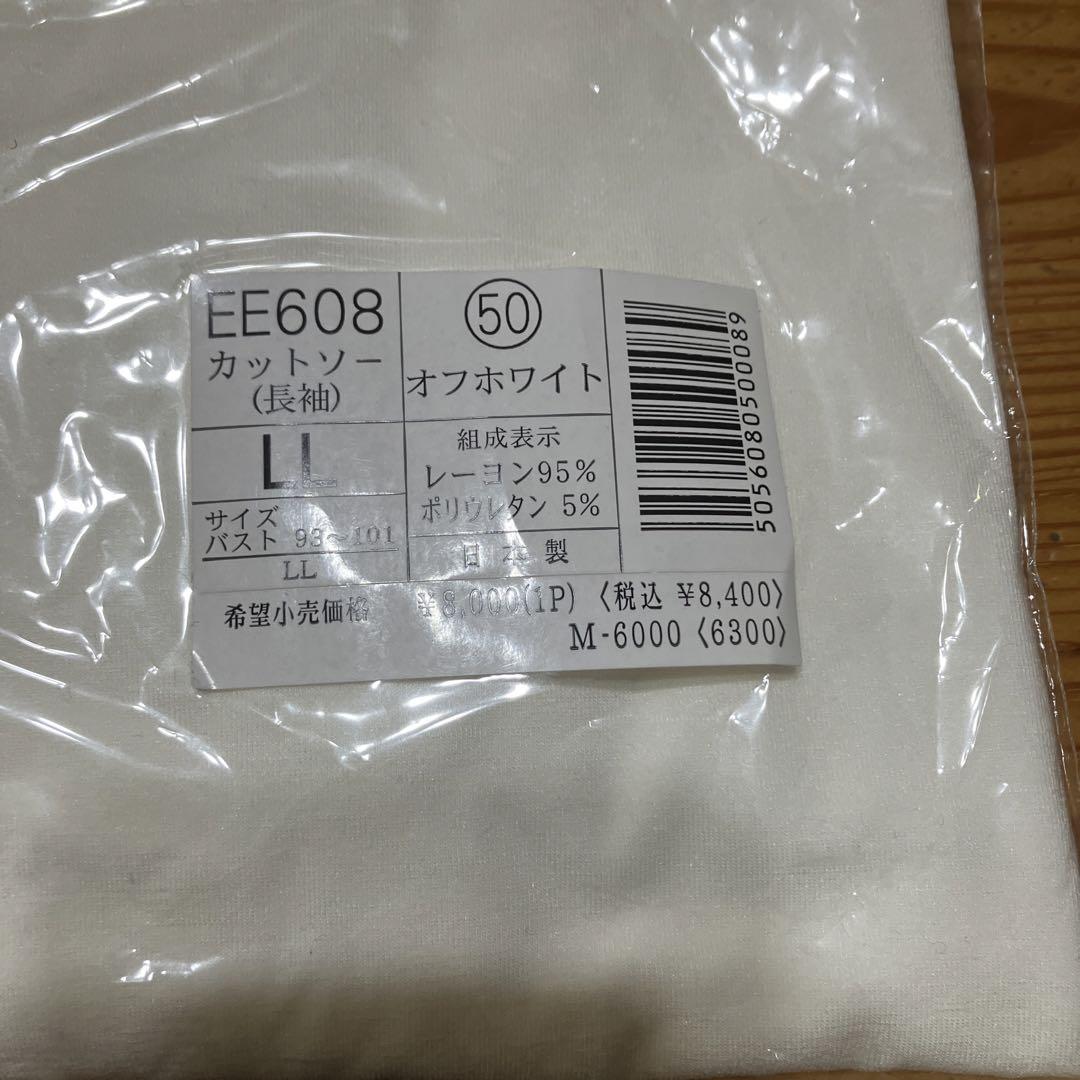 EE608
カットソー
(長袖)
LL
サイズ
バスト 93〜101
LL
50
オフホワイト
組成表示
レーヨン95%
ポリウレタン 5%
日本製
5056080500089
希望小売価格 ¥8,000(1P) 〈税込 ¥8,400〉
M-6000〈6300〉